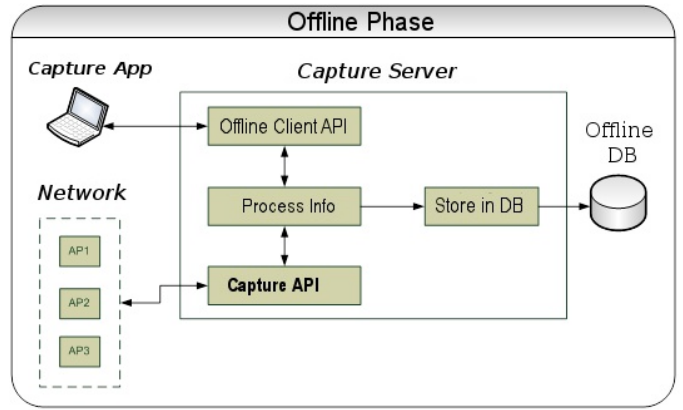 Offline Phase
Capture App
Capture Server
Offline Client API
Offline
DB
Network
Process Info
Store in DB
AP1
AP2
Capture API
AP3